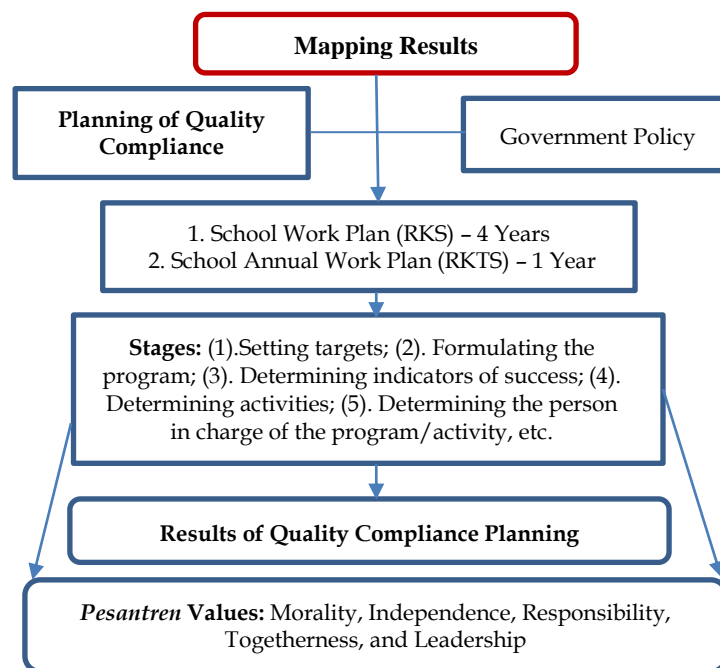 Mapping Results
Planning of Quality
Compliance
Government Policy
1. School Work Plan (RKS) – 4 Years
2. School Annual Work Plan (RKTS) – 1 Year
Stages: (1).Setting targets; (2). Formulating the
program; (3). Determining indicators of success; (4).
Determining activities; (5). Determining the person
in charge of the program/activity, etc.
Results of Quality Compliance Planning
Pesantren Values: Morality, Independence, Responsibility,
Togetherness, and Leadership